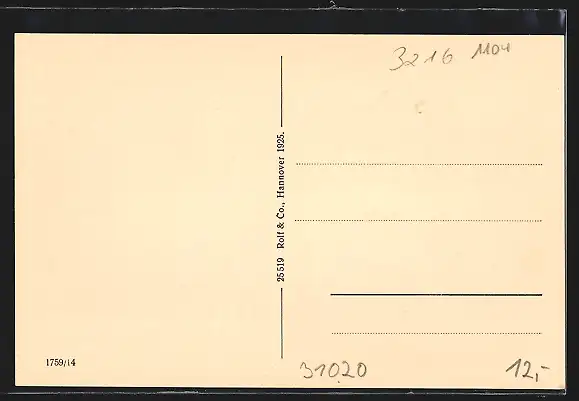 3216 1104
25519 Rolf & Co., Hannover 1925.
1759/14
31020
12,-